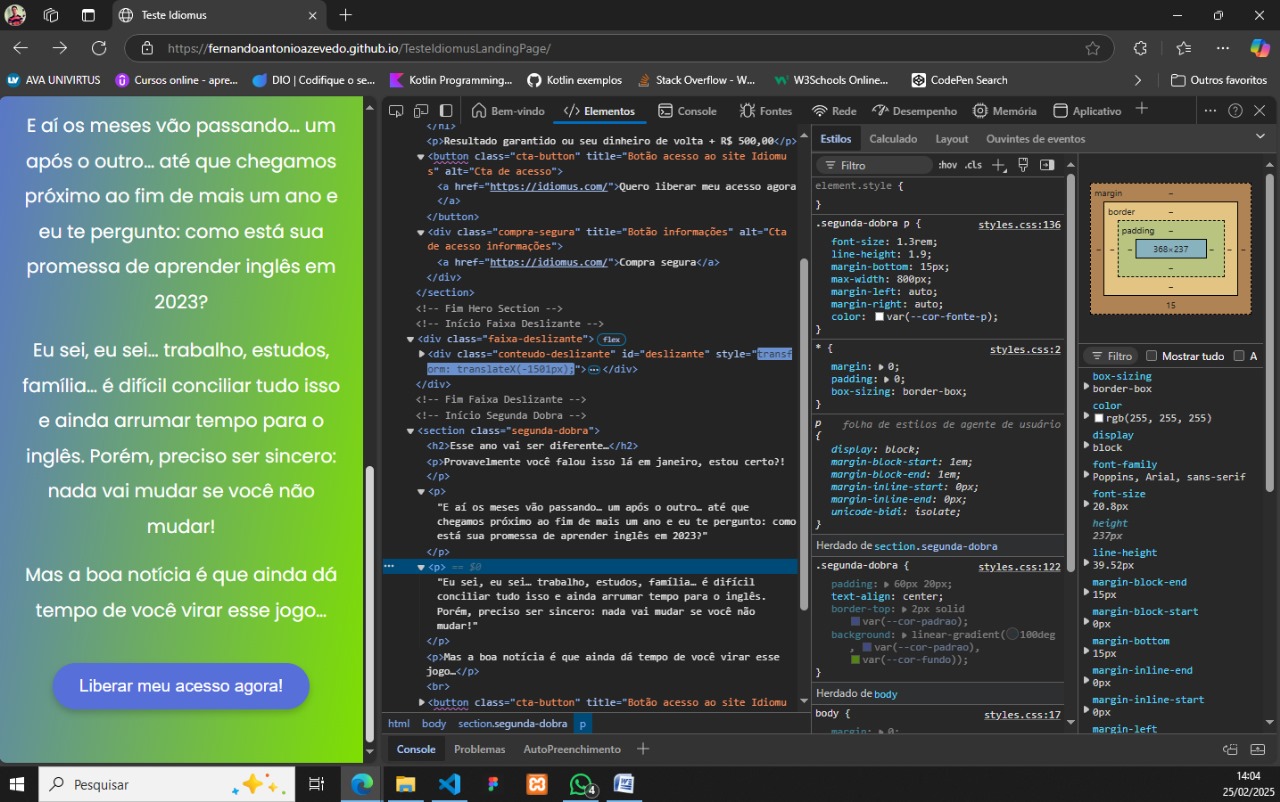 Teste Idiomus
https://fernandoantonioazevedo.github.io/TesteIdiomusLandingPage/
AVA UNIVIRTUS
Cursos online - apre...
DIO | Codifique o se...
Kotlin Programming...
Kotlin exemplos
Stack Overflow - W...
W3Schools Online...
CodePen Search
Outros favoritos
E aí os meses vão passando… um
após o outro… até que chegamos
próximo ao fim de mais um ano e
eu te pergunto: como está sua
promessa de aprender inglês em
2023?
Eu sei, eu sei… trabalho, estudos,
família… é difícil conciliar tudo isso
e ainda arrumar tempo para o
inglês. Porém, preciso ser sincero:
nada vai mudar se você não
mudar!
Mas a boa notícia é que ainda dá
tempo de você virar esse jogo…
Liberar meu acesso agora!
Bem-vindo
</> Elementos
Console
Fontes
Rede
Desempenho
Memória
Aplicativo
</h1>
<p>Resultado garantido ou seu dinheiro de volta + R$ 500,00</p>
<button class="cta-button" title="Botão acesso ao site Idiomu
s" alt="Cta de acesso">
<a href="https://idiomus.com/">Quero liberar meu acesso agora
</a>
</button>
<div class="compra-segura" title="Botão informações" alt="Cta
de acesso informações">
<a href="https://idiomus.com/">Compra segura</a>
</div>
</section>
<!-- Fim Hero Section -->
<!-- Início Faixa Deslizante -->
<div class="faixa-deslizante"> flex
<div class="conteudo-deslizante" id="deslizante" style="transf
orm: translateX(-1501px);">… </div>
</div>
<!-- Fim Faixa Deslizante -->
<!-- Início Segunda Dobra -->
<section class="segunda-dobra">
<h2>Esse ano vai ser diferente…</h2>
<p>Provavelmente você falou isso lá em janeiro, estou certo?!
</p>
<p>
"E aí os meses vão passando… um após o outro… até que
chegamos próximo ao fim de mais um ano e eu te pergunto: como
está sua promessa de aprender inglês em 2023?"
</p>
<p> == $0
"Eu sei, eu sei… trabalho, estudos, família… é difícil
conciliar tudo isso e ainda arrumar tempo para o inglês.
Porém, preciso ser sincero: nada vai mudar se você não
mudar!"
</p>
<p>Mas a boa notícia é que ainda dá tempo de você virar esse
jogo…</p>
<br>
<button class="cta-button" title="Botão acesso ao site Idiomu
html body section.segunda-dobra p
Estilos
Calculado
Layout
Ouvintes de eventos
Filtro
:hov .cls
element.style {
}
.segunda-dobra p { styles.css:136
font-size: 1.3rem;
line-height: 1.9;
margin-bottom: 15px;
max-width: 800px;
margin-left: auto;
margin-right: auto;
color: var(--cor-fonte-p);
}
* { styles.css:2
margin: 0;
padding: 0;
box-sizing: border-box;
}
p folha de estilos de agente de usuário
{
display: block;
margin-block-start: 1em;
margin-block-end: 1em;
margin-inline-start: 0px;
margin-inline-end: 0px;
unicode-bidi: isolate;
}
Herdado de section.segunda-dobra
.segunda-dobra { styles.css:122
padding: 60px 20px;
text-align: center;
border-top: 2px solid
var(--cor-padrao);
background: linear-gradient(100deg
, var(--cor-padrao),
var(--cor-fundo));
}
Herdado de body
body { styles.css:17
margin: 0;
margin -
border -
padding -
- - - 368×237 - - -
-
-
15
Filtro Mostrar tudo A
box-sizing
border-box
color
rgb(255, 255, 255)
display
block
font-family
Poppins, Arial, sans-serif
font-size
20.8px
height
237px
line-height
39.52px
margin-block-end
15px
margin-block-start
0px
margin-bottom
15px
margin-inline-end
0px
margin-inline-start
0px
margin-left
Console
Problemas
AutoPreenchimento
Pesquisar
4
14:04
25/02/2025